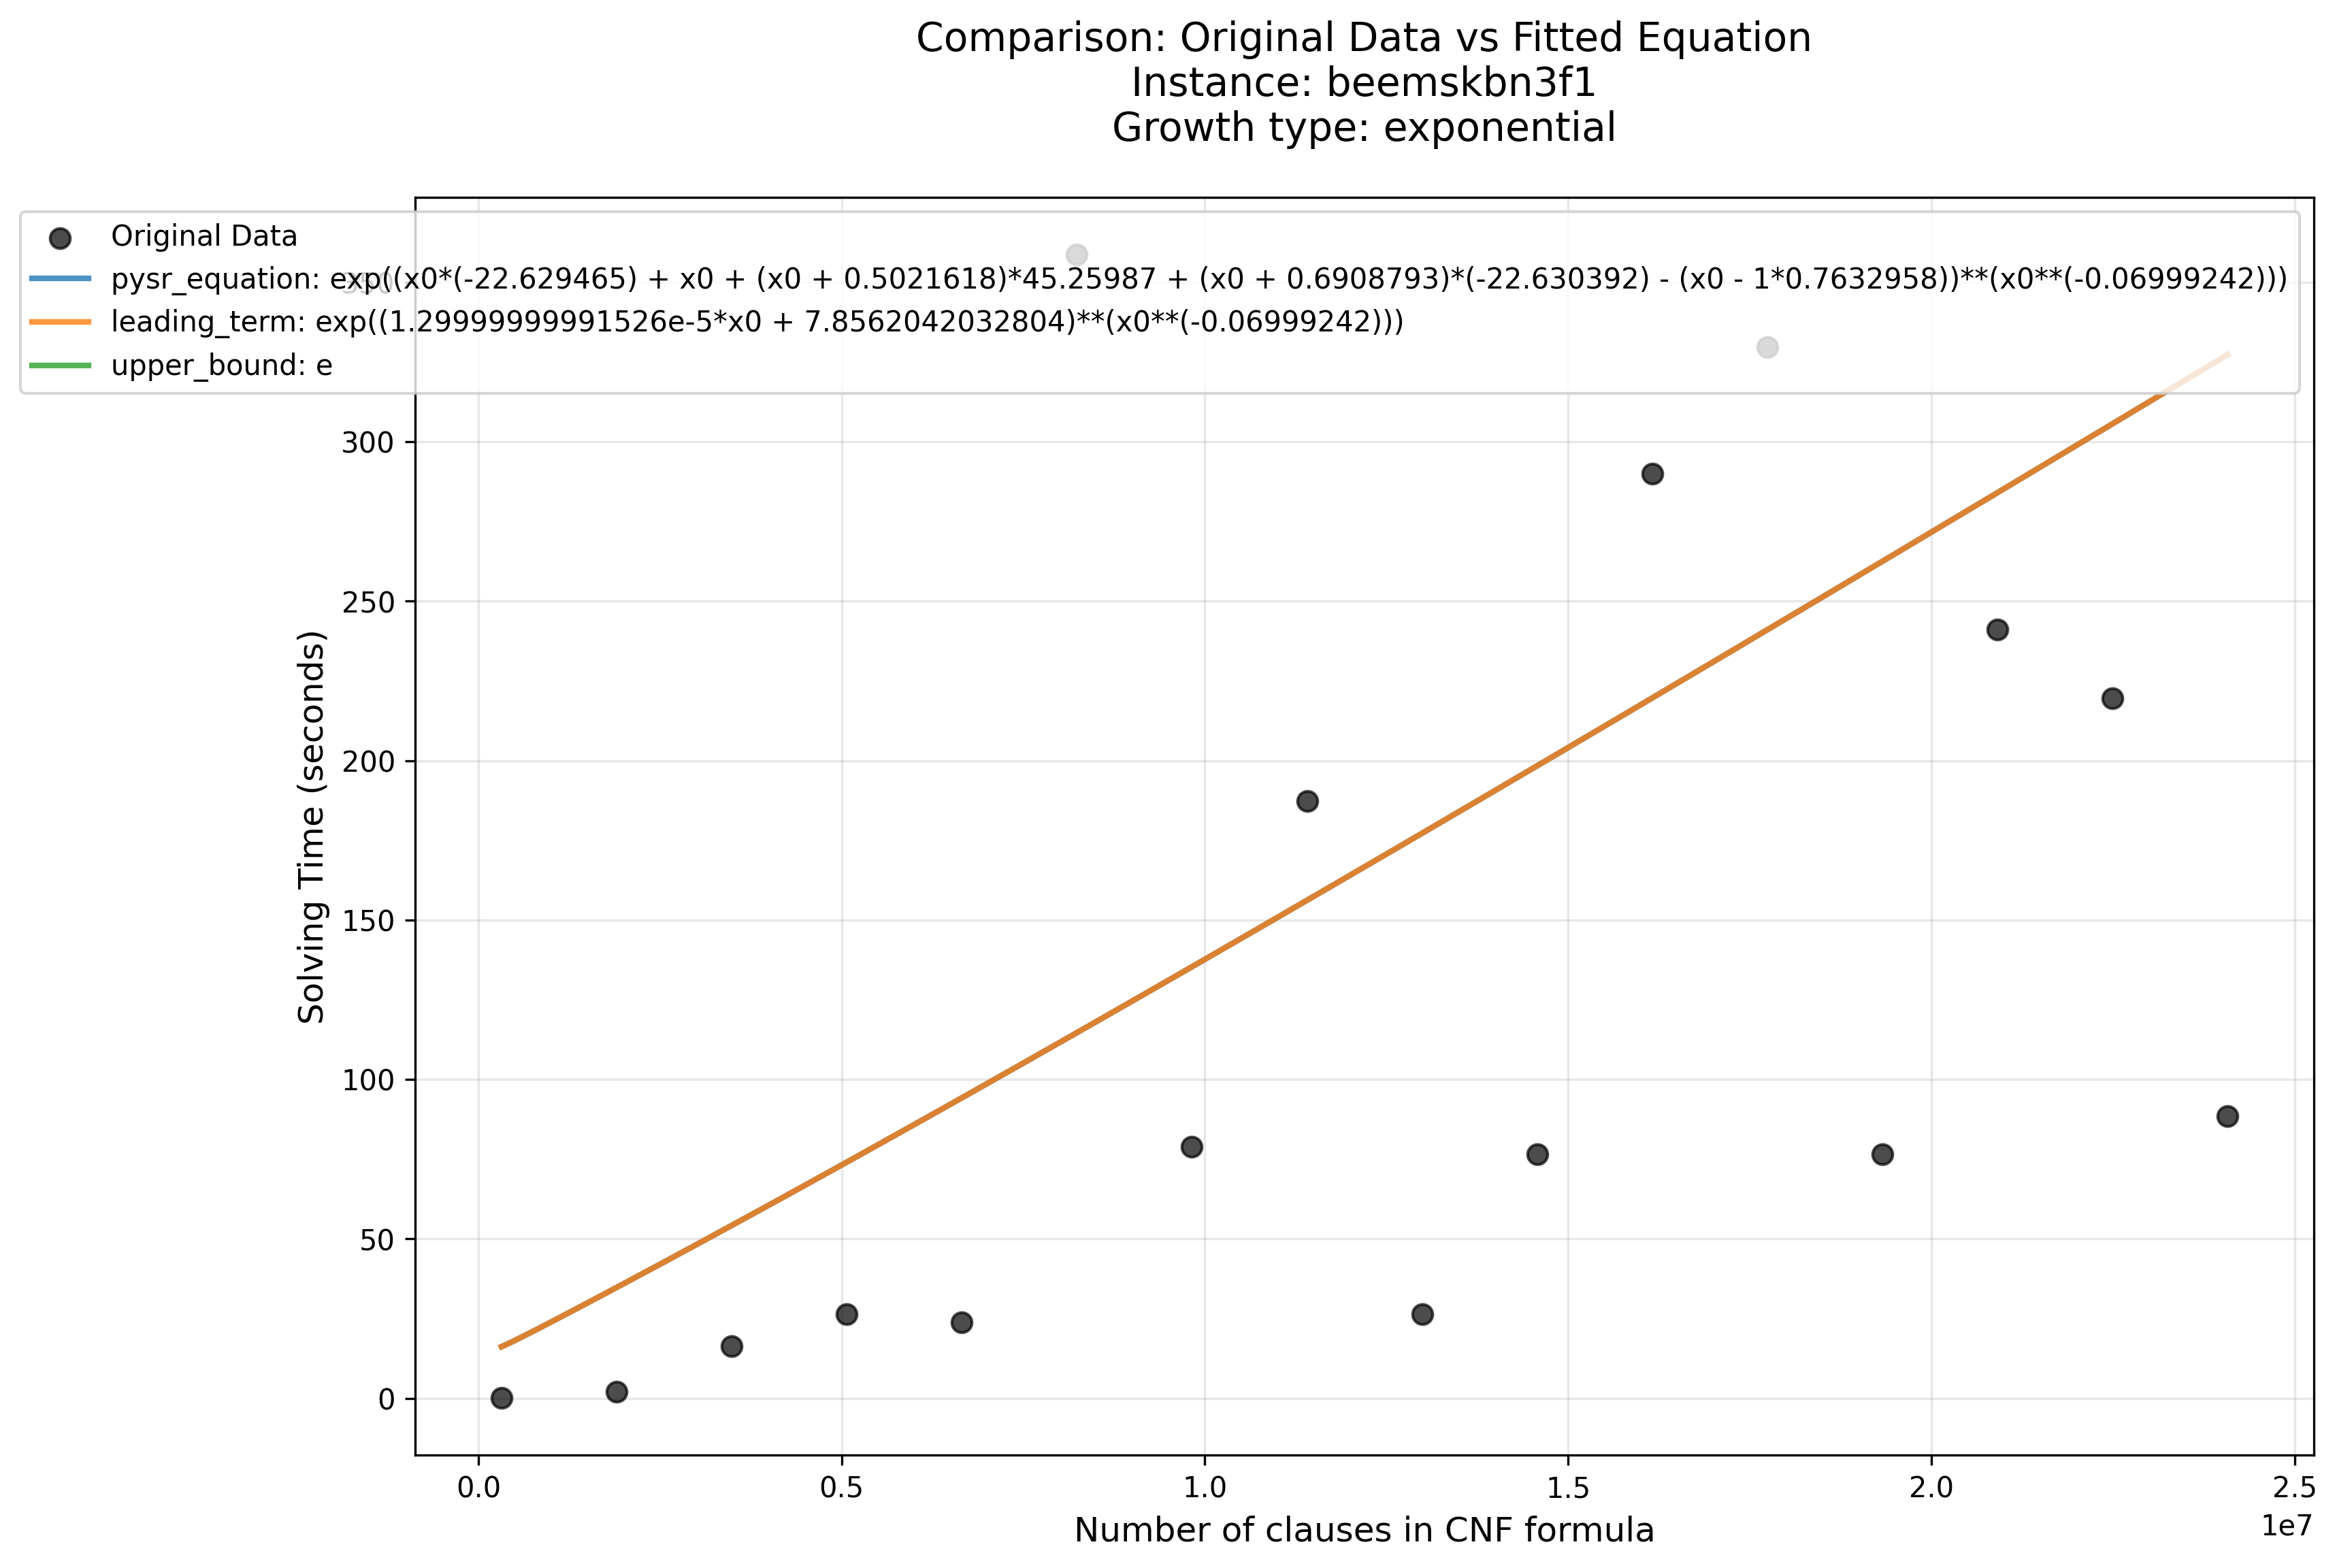 Comparison: Original Data vs Fitted Equation
Instance: beemskbn3f1
Growth type: exponential
Original Data
pysr_equation: exp((x0*(-22.629465) + x0 + (x0 + 0.5021618)*45.25987 + (x0 + 0.6908793)*(-22.630392) - (x0 - 1*0.7632958))**(x0**(-0.06999242)))
leading_term: exp((1.29999999991526e-5*x0 + 7.8562042032804)**(x0**(-0.06999242)))
upper_bound: e
350
300
250
200
150
100
50
0
Solving Time (seconds)
0.0 0.5 1.0 1.5 2.0 2.5
1e7
Number of clauses in CNF formula